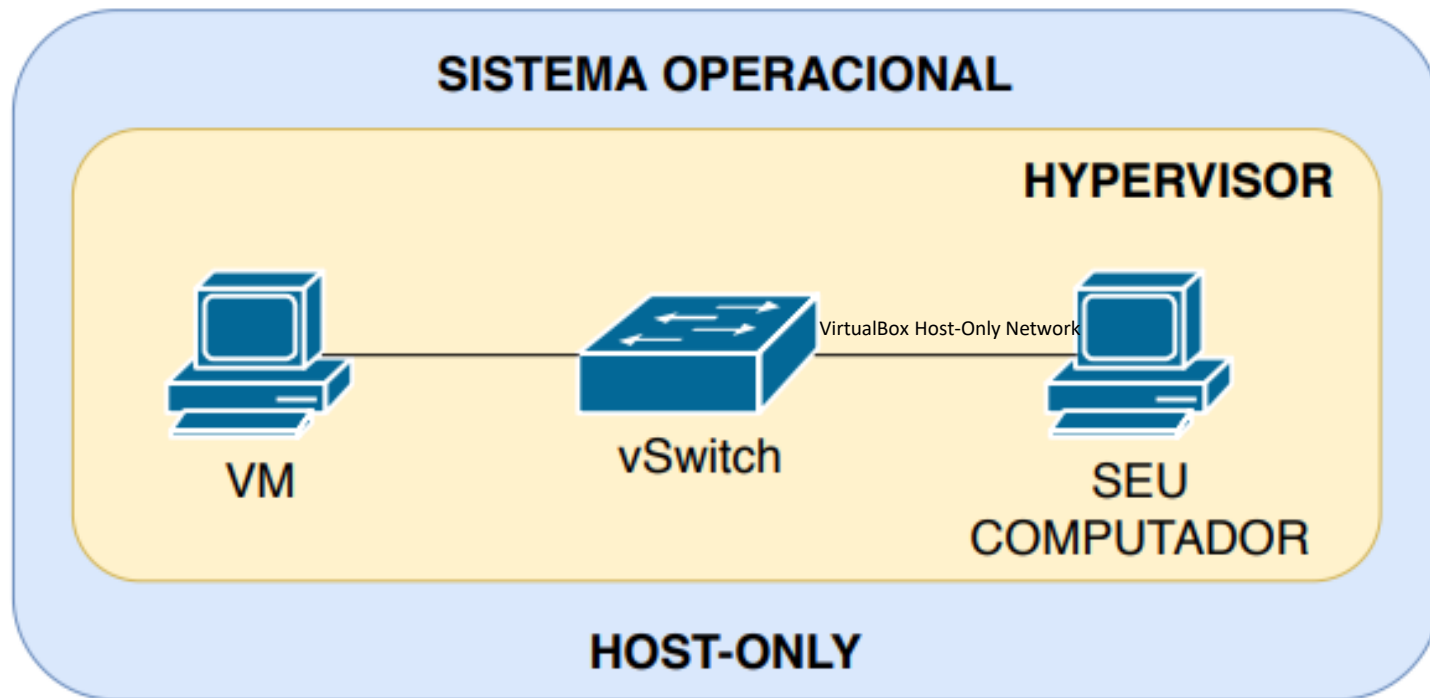 SISTEMA OPERACIONAL
HYPERVISOR
VirtualBox Host-Only Network
VM
vSwitch
SEU
COMPUTADOR
HOST-ONLY